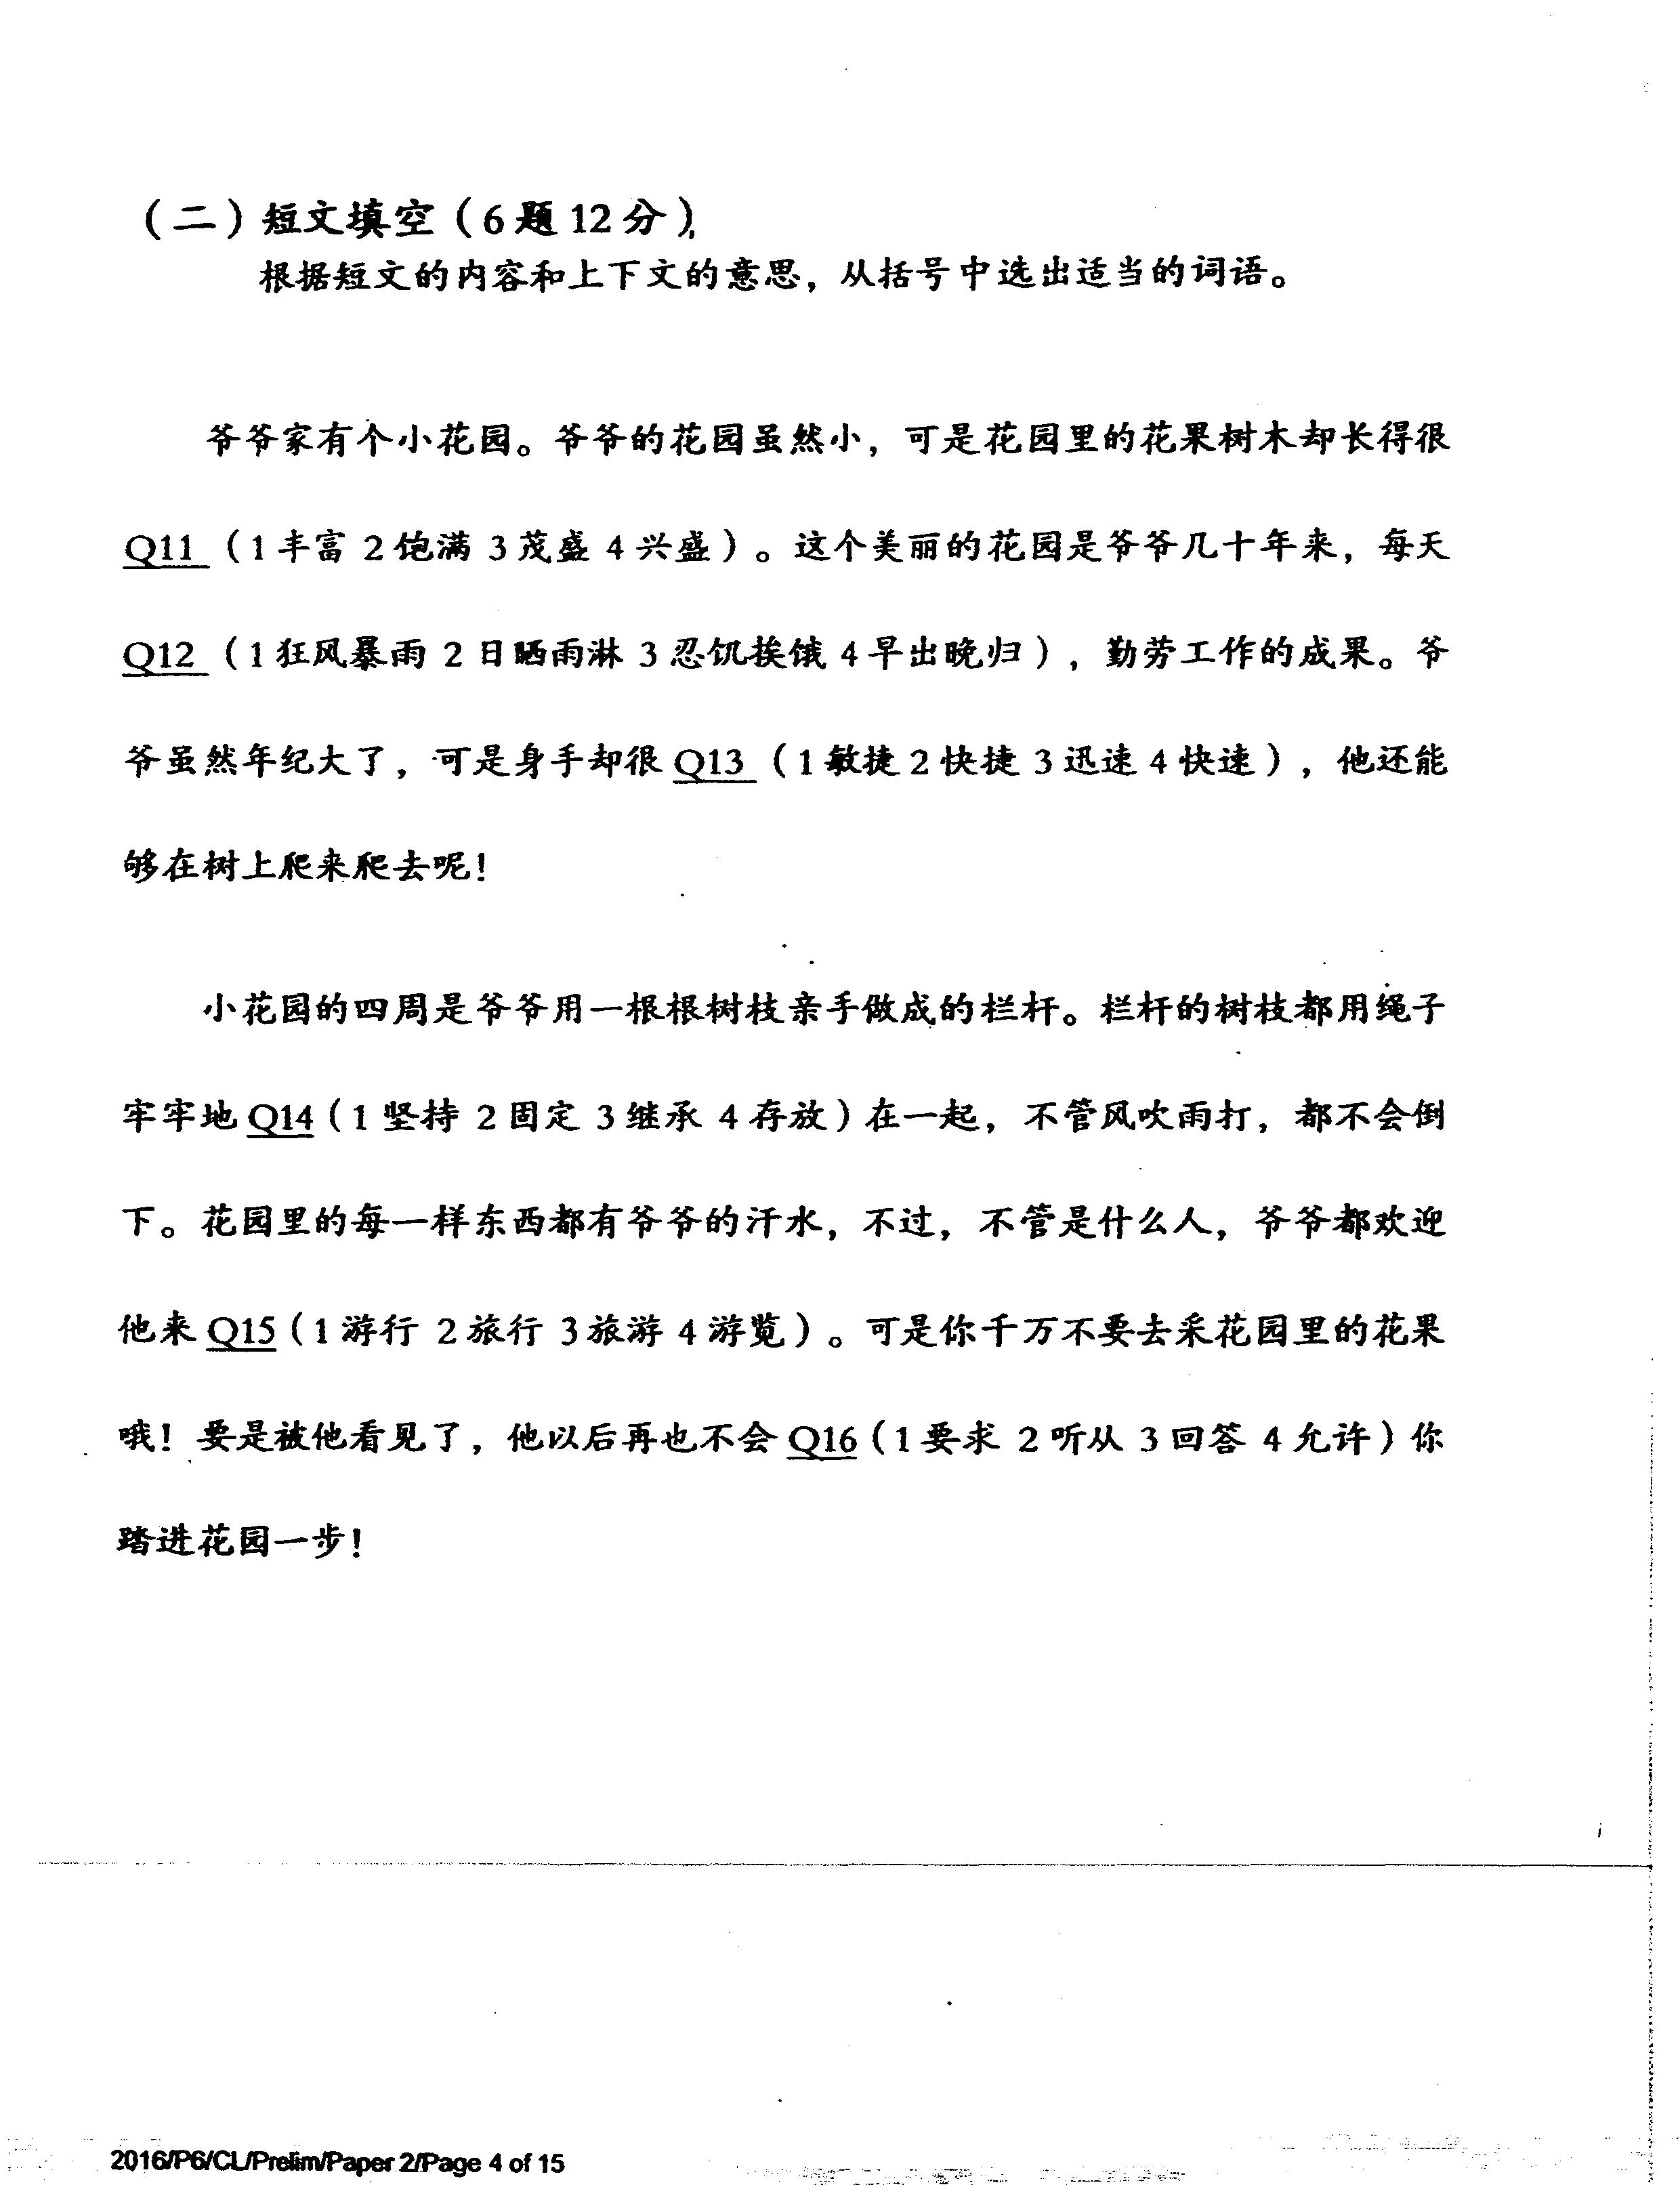 （二）短文填空（6题12分）
根据短文的内容和上下文的意思，从括号中选出适当的词语。
爷爷家有个小花园。爷爷的花园虽然小，可是花园里的花果树木却长得很
Q11（1丰富 2饱满 3茂盛 4兴盛）。这个美丽的花园是爷爷几十年来，每天
Q12（1狂风暴雨 2日晒雨淋 3忍饥挨饿 4早出晚归），勤劳工作的成果。爷
爷虽然年纪大了，可是身手却很Q13（1敏捷 2快捷 3迅速 4快速），他还能
够在树上爬来爬去呢！
小花园的四周是爷爷用一根根树枝亲手做成的栏杆。栏杆的树枝都用绳子
牢牢地Q14（1坚持 2固定 3继承 4存放）在一起，不管风吹雨打，都不会倒
下。花园里的每一样东西都有爷爷的汗水，不过，不管是什么人，爷爷都欢迎
他来Q15（1游行 2旅行 3旅游 4游览）。可是你千万不要去采花园里的花果
哦！要是被他看见了，他以后再也不会Q16（1要求 2听从 3回答 4允许）你
踏进花园一步！
2016/P6/CL/Prelim/Paper 2/Page 4 of 15